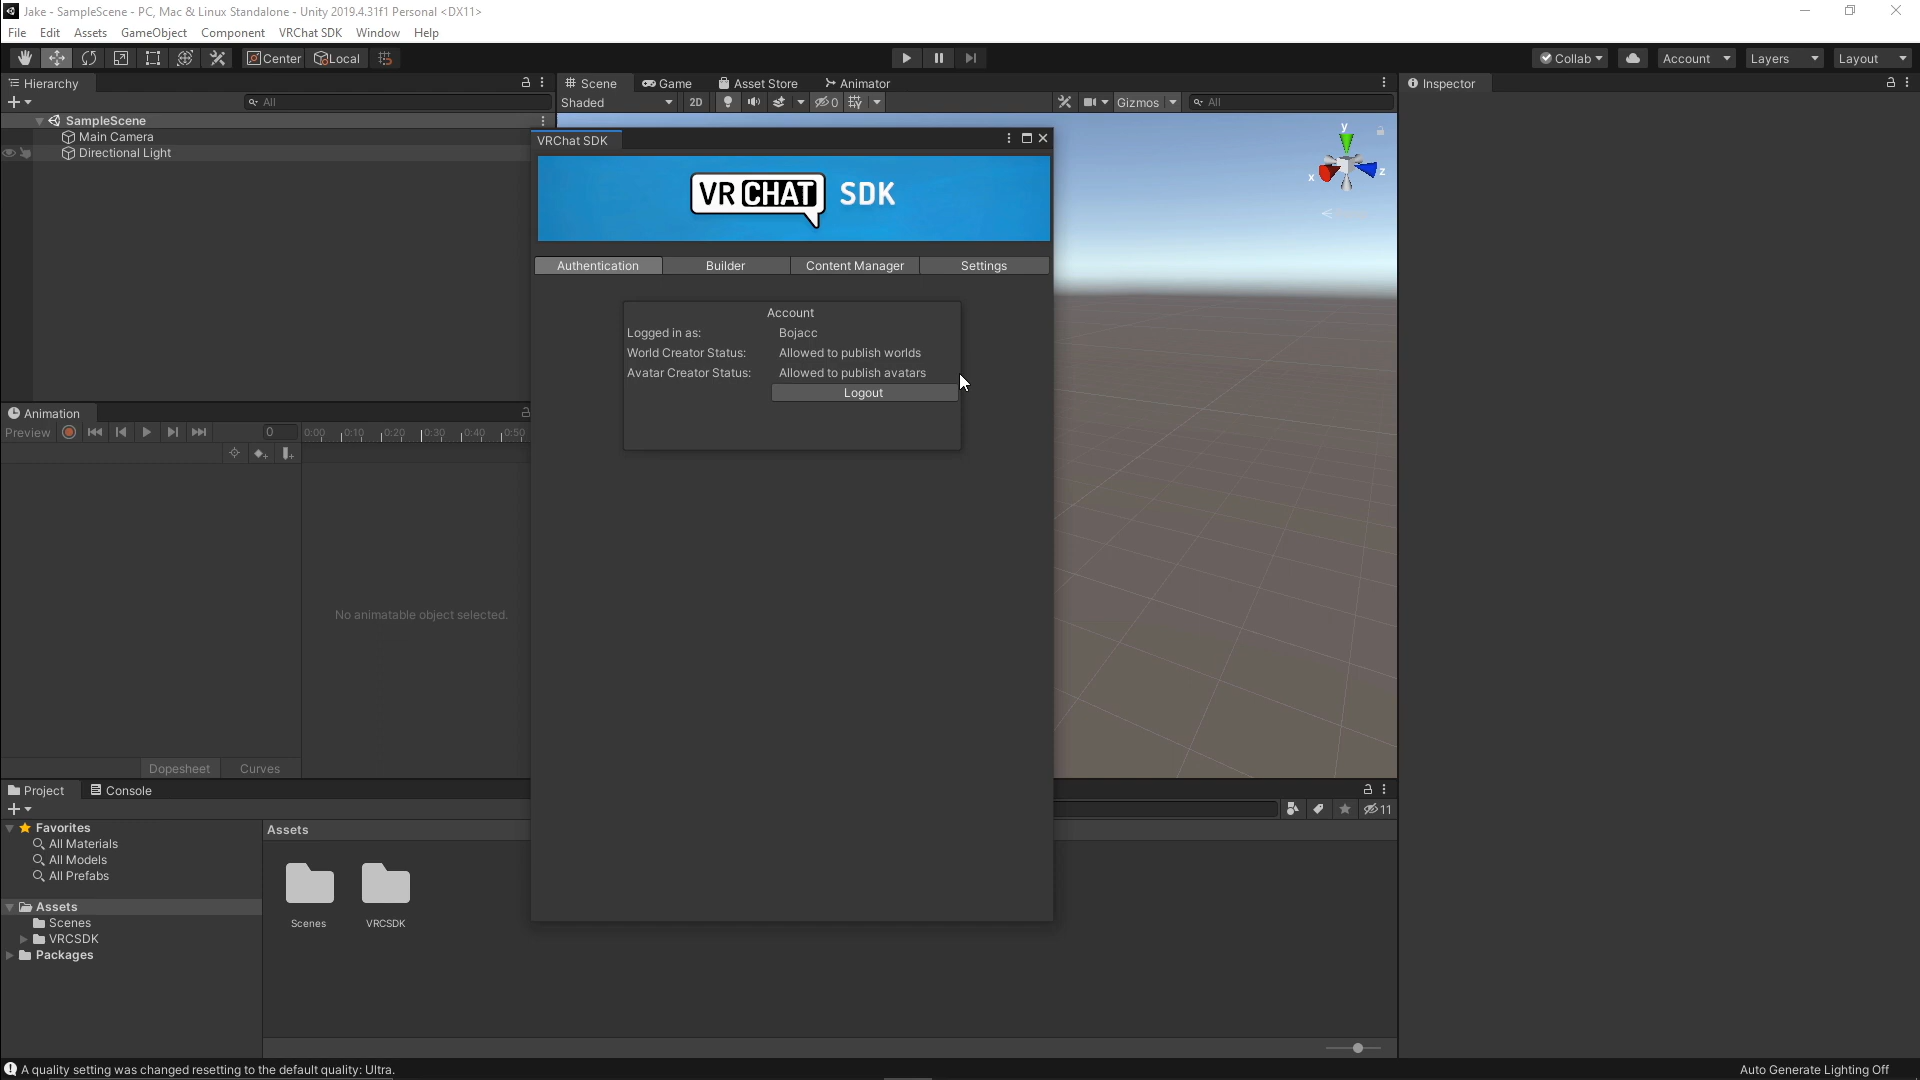 Jake - SampleScene - PC, Mac & Linux Standalone - Unity 2019.4.31f1 Personal <DX11>
File Edit Assets GameObject Component VRChat SDK Window Help
Center Local Collab Account Layers Layout
Hierarchy Scene Game Asset Store Animator Inspector
All Shaded 2D 0 Gizmos All
SampleScene
Main Camera
Directional Light
y
x z
VRChat SDK
VR CHAT SDK
Authentication Builder Content Manager Settings
Account
Logged in as: Bojacc
World Creator Status: Allowed to publish worlds
Avatar Creator Status: Allowed to publish avatars
Logout
Animation
Preview 0 0:00 0:10 0:20 0:30 0:40 0:50
No animatable object selected.
Dopesheet Curves
Project Console
11
Favorites
All Materials
All Models
All Prefabs
Assets
Scenes
VRCSDK
Packages
Assets
Scenes VRCSDK
A quality setting was changed resetting to the default quality: Ultra.
Auto Generate Lighting Off